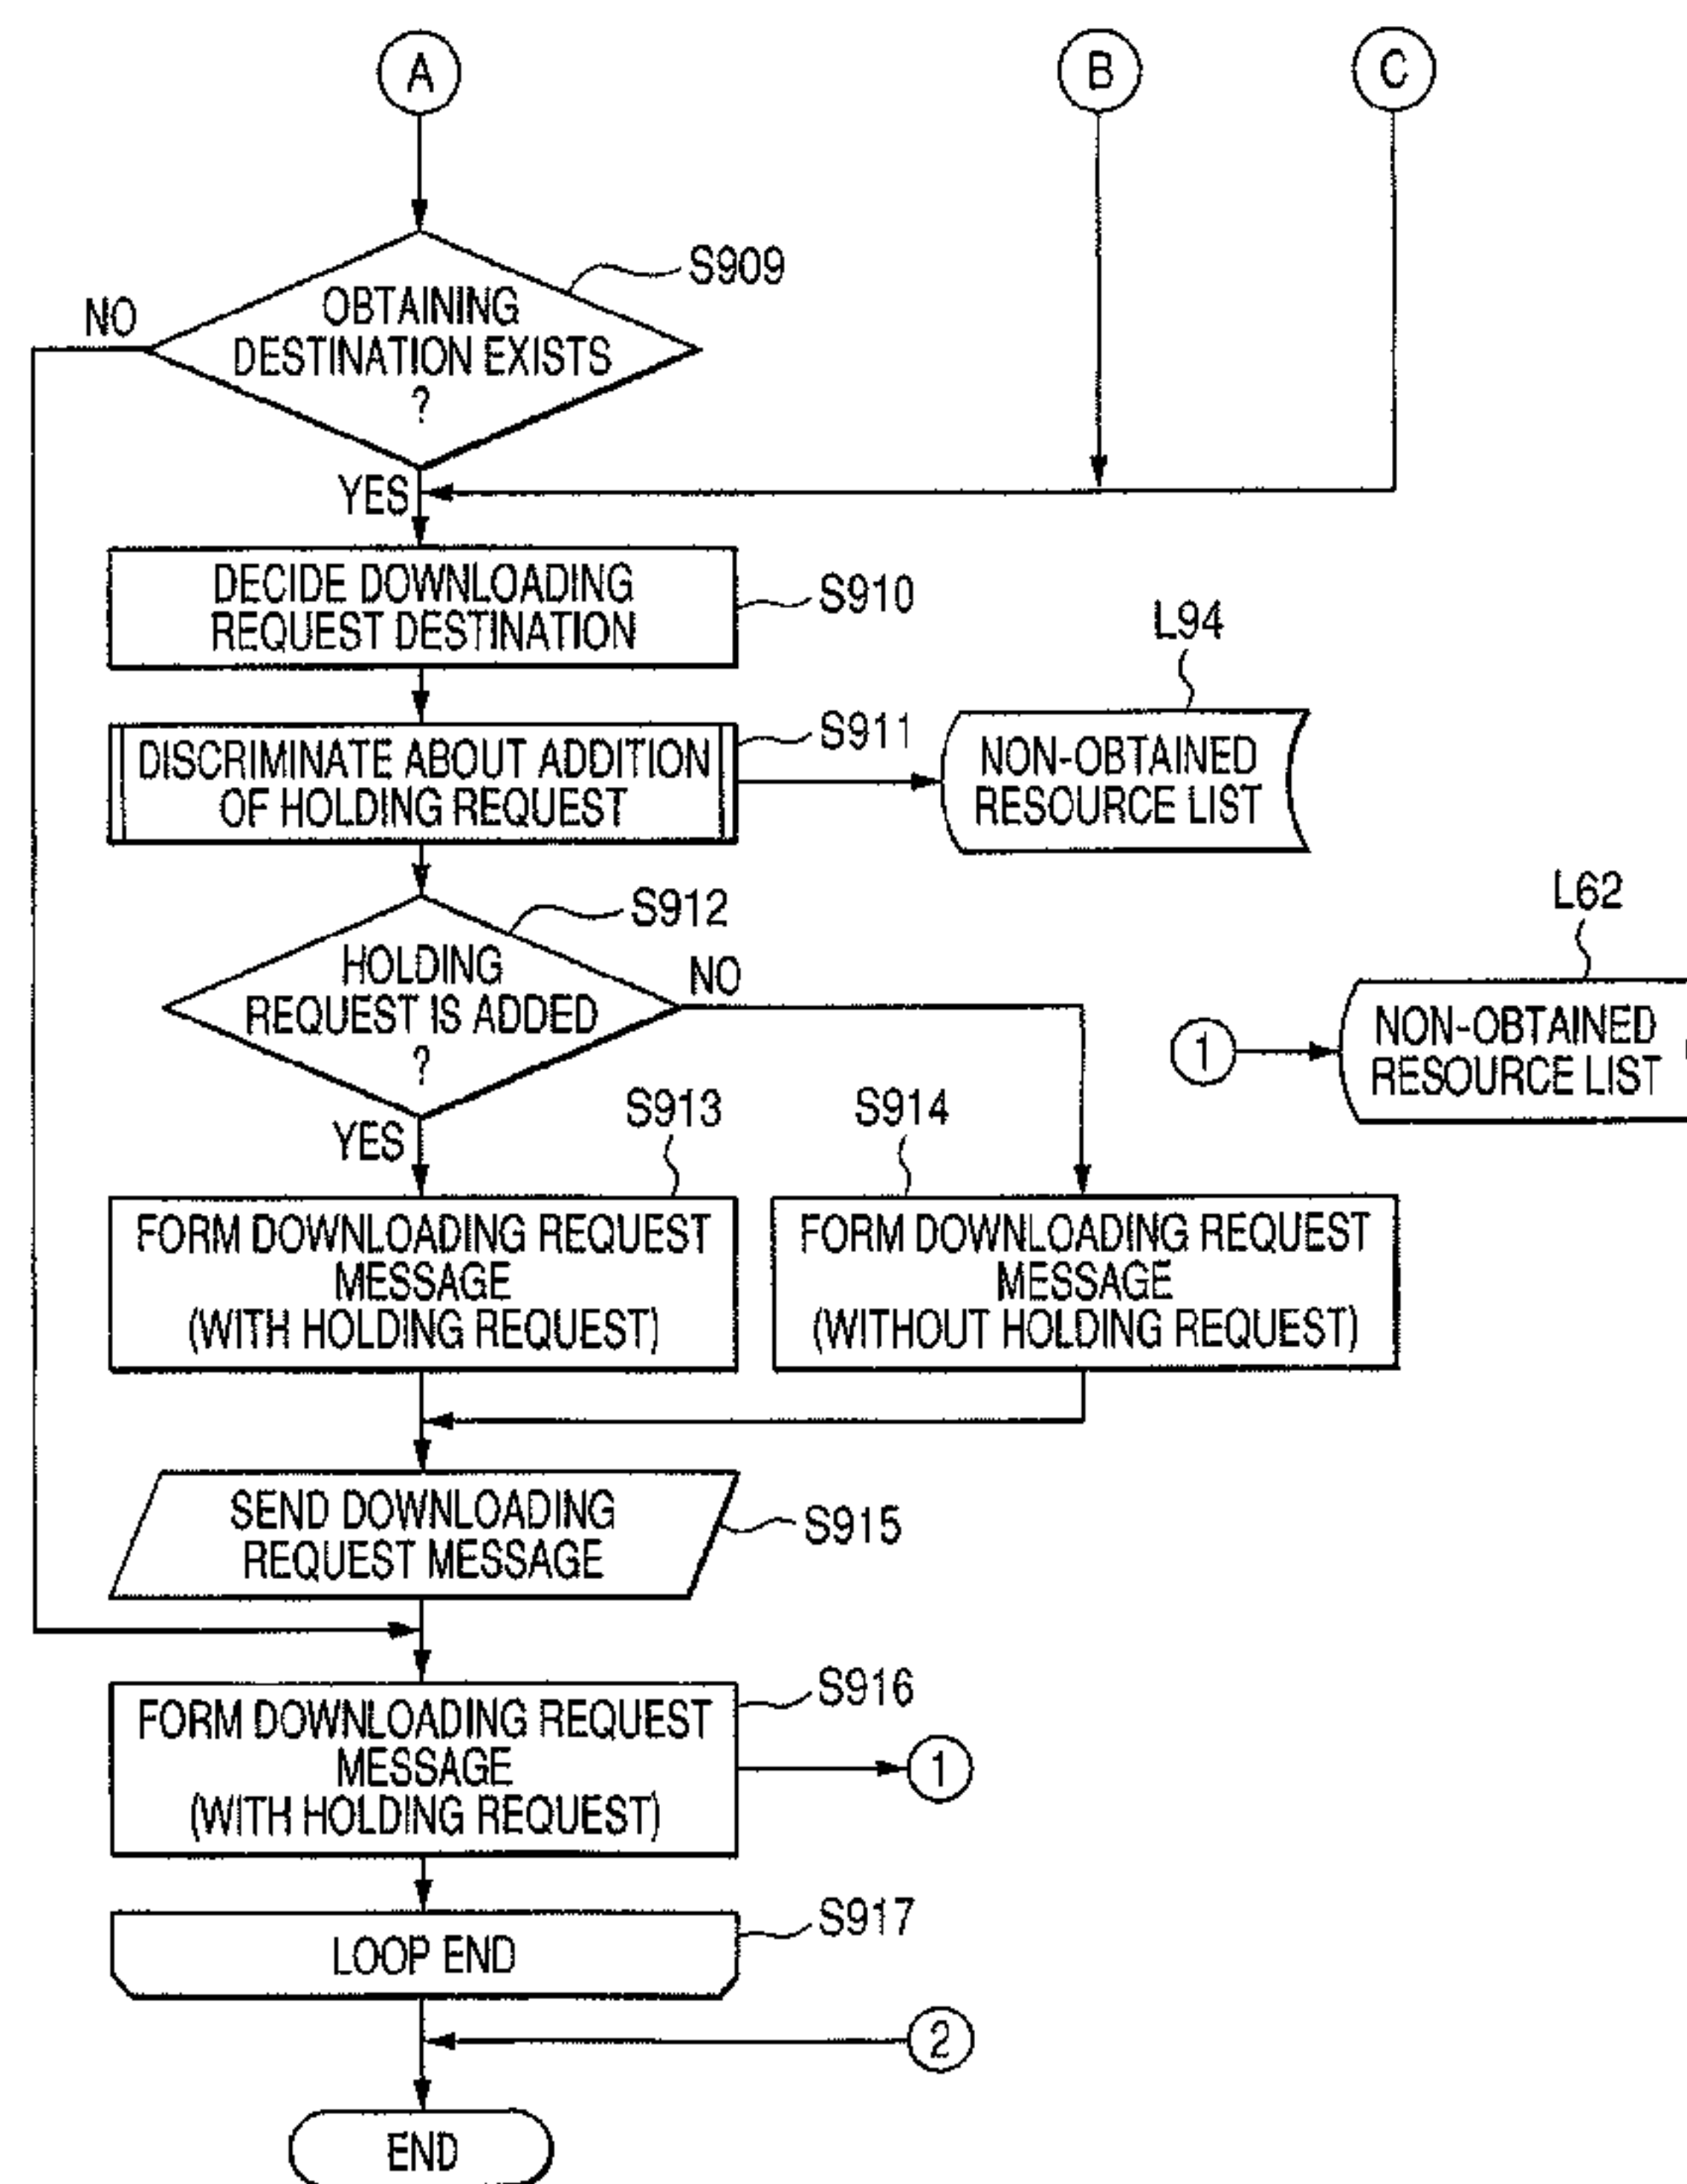 A
B
C
S909
NO
OBTAINING
DESTINATION EXISTS
?
YES
DECIDE DOWNLOADING
REQUEST DESTINATION
S910
L94
S911
DISCRIMINATE ABOUT ADDITION
OF HOLDING REQUEST
NON-OBTAINED
RESOURCE LIST
S912
HOLDING
REQUEST IS ADDED
?
NO
L62
1
NON-OBTAINED
RESOURCE LIST
YES
S913
S914
FORM DOWNLOADING REQUEST
MESSAGE
(WITH HOLDING REQUEST)
FORM DOWNLOADING REQUEST
MESSAGE
(WITHOUT HOLDING REQUEST)
SEND DOWNLOADING
REQUEST MESSAGE
S915
S916
FORM DOWNLOADING REQUEST
MESSAGE
(WITH HOLDING REQUEST)
1
S917
LOOP END
2
END